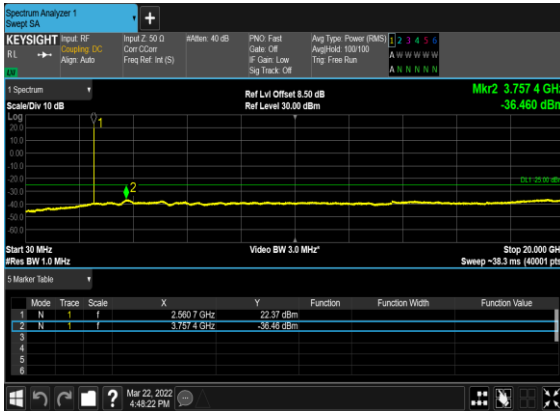 Spectrum Analyzer 1
Swept SA
KEYSIGHT Input: RF Input Z: 50 Ω #Atten: 40 dB PNO: Fast Avg Type: Power (RMS) 1 2 3 4 5 6
RL Coupling: DC Corr CCorr Gate: Off Avg|Hold: 100/100 A W W W W W
Align: Auto Freq Ref: Int (S) IF Gain: Low Trig: Free Run
Sig Track: Off A N N N N N
1 Spectrum Ref Lvl Offset 8.50 dB Mkr2 3.757 4 GHz
Scale/Div 10 dB Ref Level 30.00 dBm -36.460 dBm
Log
20.0
10.0
0.00
-10.0
-20.0
-30.0
-40.0
-50.0
-60.0
1
2
DL1 -25.00 dBm
Start 30 MHz Video BW 3.0 MHz* Stop 20.000 GHz
#Res BW 1.0 MHz Sweep ~38.3 ms (40001 pts)
5 Marker Table
Mode Trace Scale X Y Function Function Width Function Value
1 N 1 f 2.560 7 GHz 22.37 dBm
2 N 1 f 3.757 4 GHz -36.46 dBm
3
4
5
6
Mar 22, 2022
4:48:22 PM